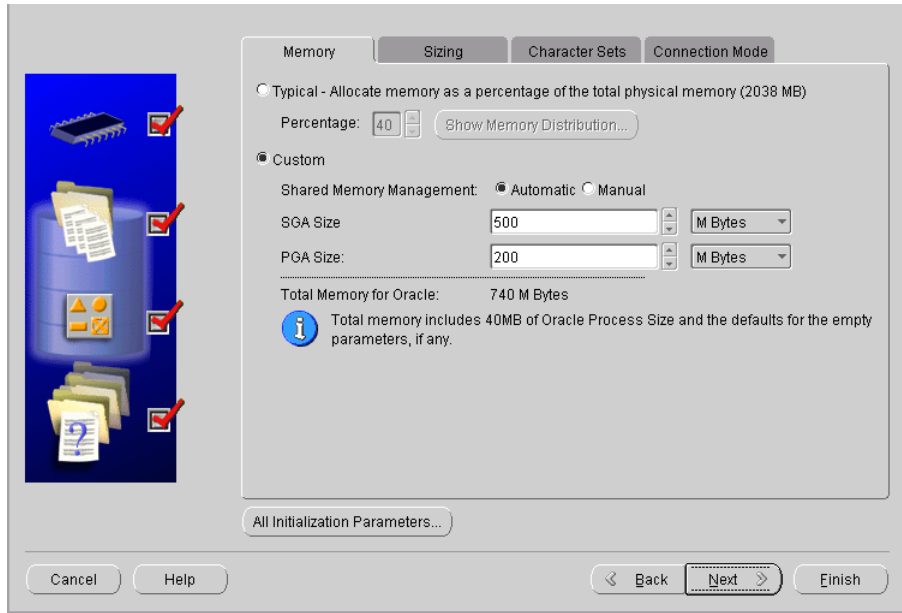 Memory
Sizing
Character Sets
Connection Mode
Typical - Allocate memory as a percentage of the total physical memory (2038 MB)
Percentage: 40 Show Memory Distribution...
Custom
Shared Memory Management: Automatic Manual
SGA Size 500 M Bytes
PGA Size: 200 M Bytes
Total Memory for Oracle: 740 M Bytes
Total memory includes 40MB of Oracle Process Size and the defaults for the empty
parameters, if any.
?
All Initialization Parameters...
Cancel Help Back Next Finish